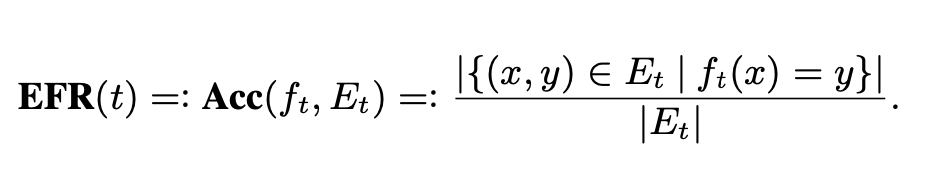 EFR(t) =: Acc(f_t, E_t) =: |{(x, y) ∈ E_t | f_t(x) = y}| / |E_t|.